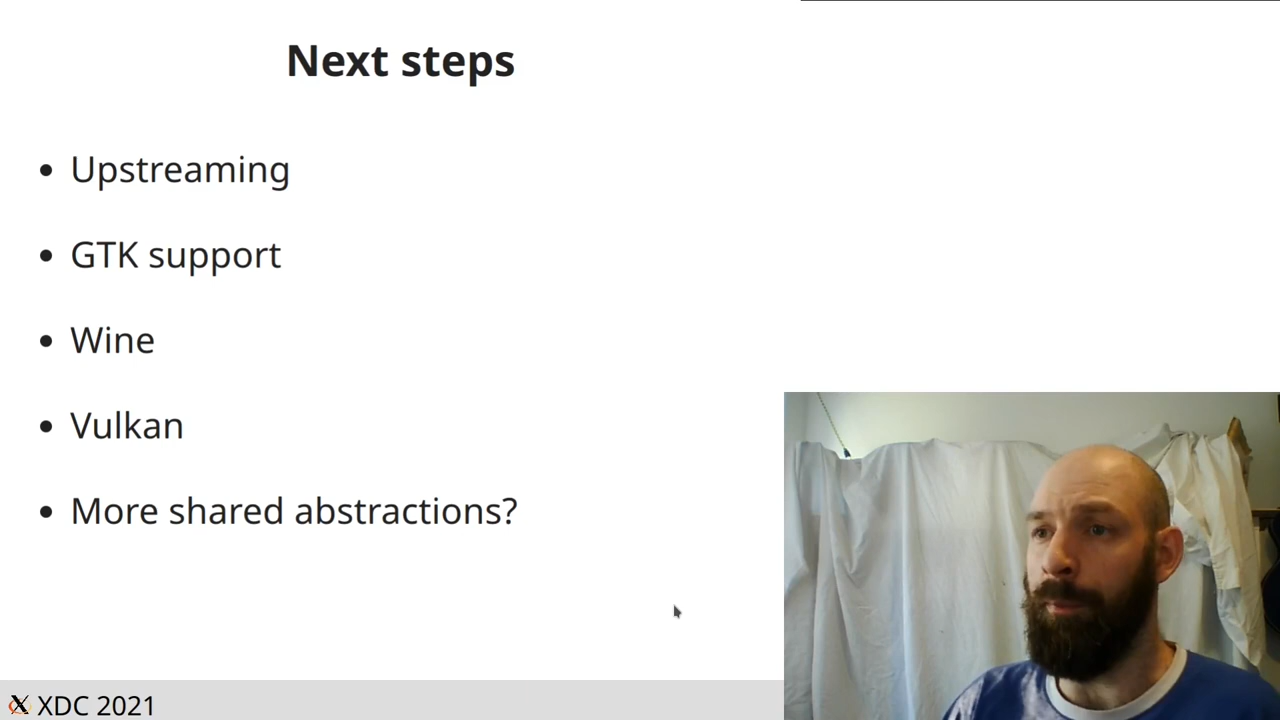 Next steps
Upstreaming
GTK support
Wine
Vulkan
More shared abstractions?
XDC 2021